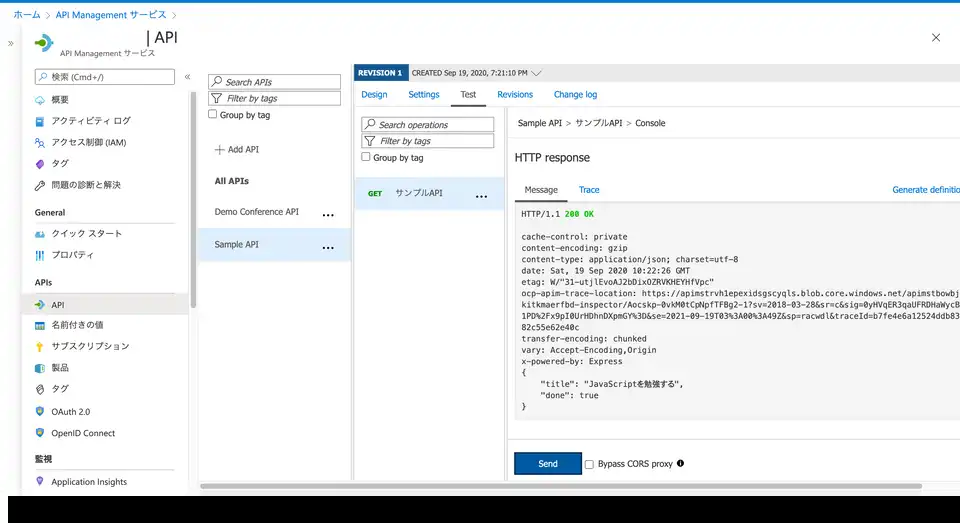 ホーム > API Management サービス >
| API
API Management サービス
検索 (Cmd+/)
概要
アクティビティ ログ
アクセス制御 (IAM)
タグ
問題の診断と解決
General
クイック スタート
プロパティ
APIs
API
名前付きの値
サブスクリプション
製品
タグ
OAuth 2.0
OpenID Connect
監視
Application Insights
Search APIs
Filter by tags
Group by tag
Add API
All APIs
Demo Conference API
Sample API
REVISION 1 CREATED Sep 19, 2020, 7:21:10 PM
Design Settings Test Revisions Change log
Search operations
Filter by tags
Group by tag
GET サンプルAPI
Sample API > サンプルAPI > Console
HTTP response
Message Trace Generate definitio
HTTP/1.1 200 OK
cache-control: private
content-encoding: gzip
content-type: application/json; charset=utf-8
date: Sat, 19 Sep 2020 10:22:26 GMT
etag: W/"31-utjlEvoAJ2bDixOZRVKHEYHfVpc"
ocp-apim-trace-location: https://apimstrvh1epexidsgscyqls.blob.core.windows.net/apimstbowbj
kitkmaerfbd-inspector/Aocskp-0vkM0tCpNpfTFBg2-1?sv=2018-03-28&sr=c&sig=0yHVqER3qaUFRDHaWycB
1PD%2Fx9pI0UrHDhnDXpmGY%3D&se=2021-09-19T03%3A00%3A49Z&sp=racwdl&traceId=b7fe4e6a12524ddb83
82c55e62e40c
transfer-encoding: chunked
vary: Accept-Encoding,Origin
x-powered-by: Express
{
"title": "JavaScriptを勉強する",
"done": true
}
Send Bypass CORS proxy